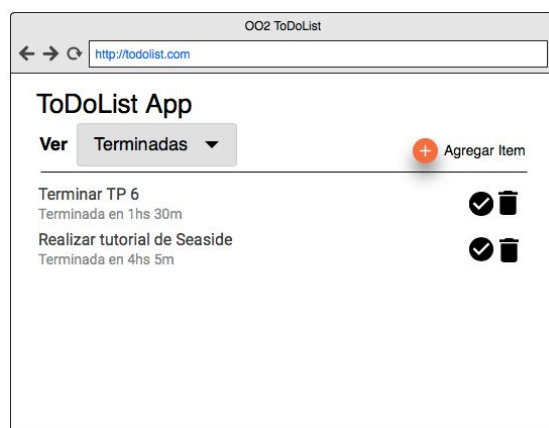 OO2 ToDoList
http://todolist.com
ToDoList App
Ver Terminadas
Agregar Item
Terminar TP 6
Terminada en 1hs 30m
Realizar tutorial de Seaside
Terminada en 4hs 5m